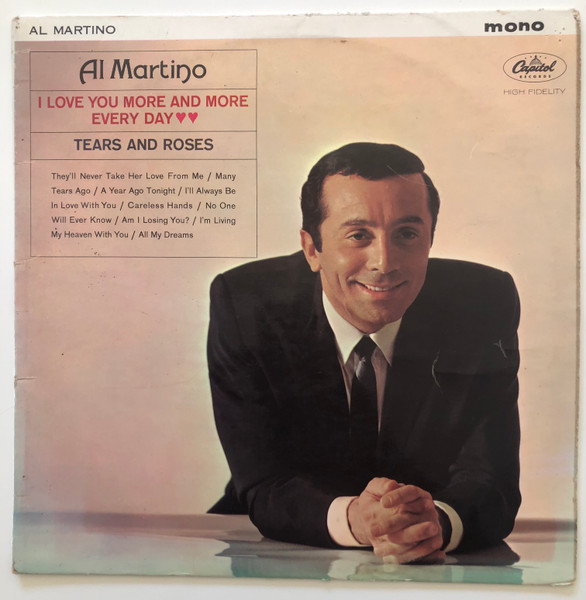 AL MARTINO
mono
Al Martino
I LOVE YOU MORE AND MORE
EVERY DAY♥♥
TEARS AND ROSES
They'll Never Take Her Love From Me / Many
Tears Ago / A Year Ago Tonight / I'll Always Be
In Love With You / Careless Hands / No One
Will Ever Know / Am I Losing You? / I'm Living
My Heaven With You / All My Dreams
Capitol
RECORDS
HIGH FIDELITY